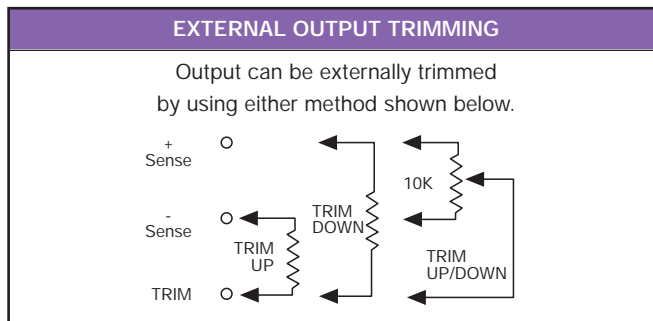 EXTERNAL OUTPUT TRIMMING
Output can be externally trimmed
by using either method shown below.
+
Sense
-
Sense
TRIM
TRIM
UP
TRIM
DOWN
10K
TRIM
UP/DOWN